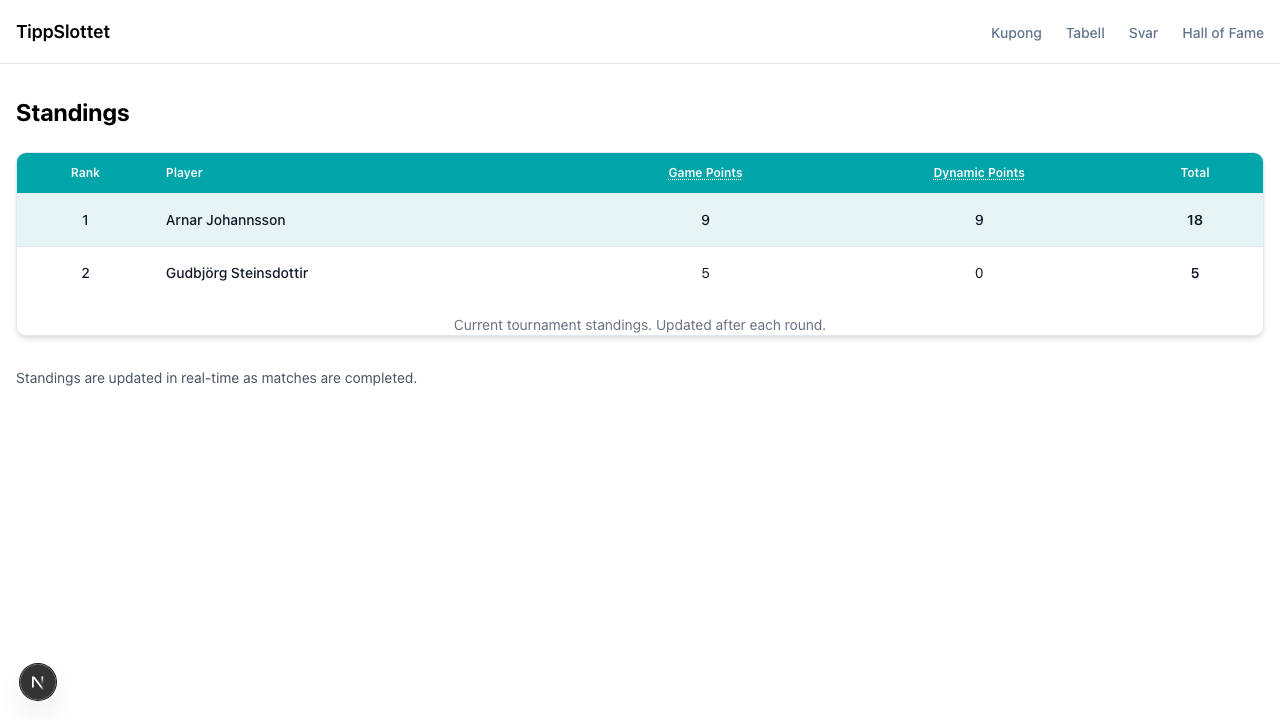 TippSlottet Kupong Tabell Svar Hall of Fame
Standings
Rank Player Game Points Dynamic Points Total
1 Arnar Johannsson 9 9 18
2 Gudbjörg Steinsdottir 5 0 5
Current tournament standings. Updated after each round.
Standings are updated in real-time as matches are completed.
N